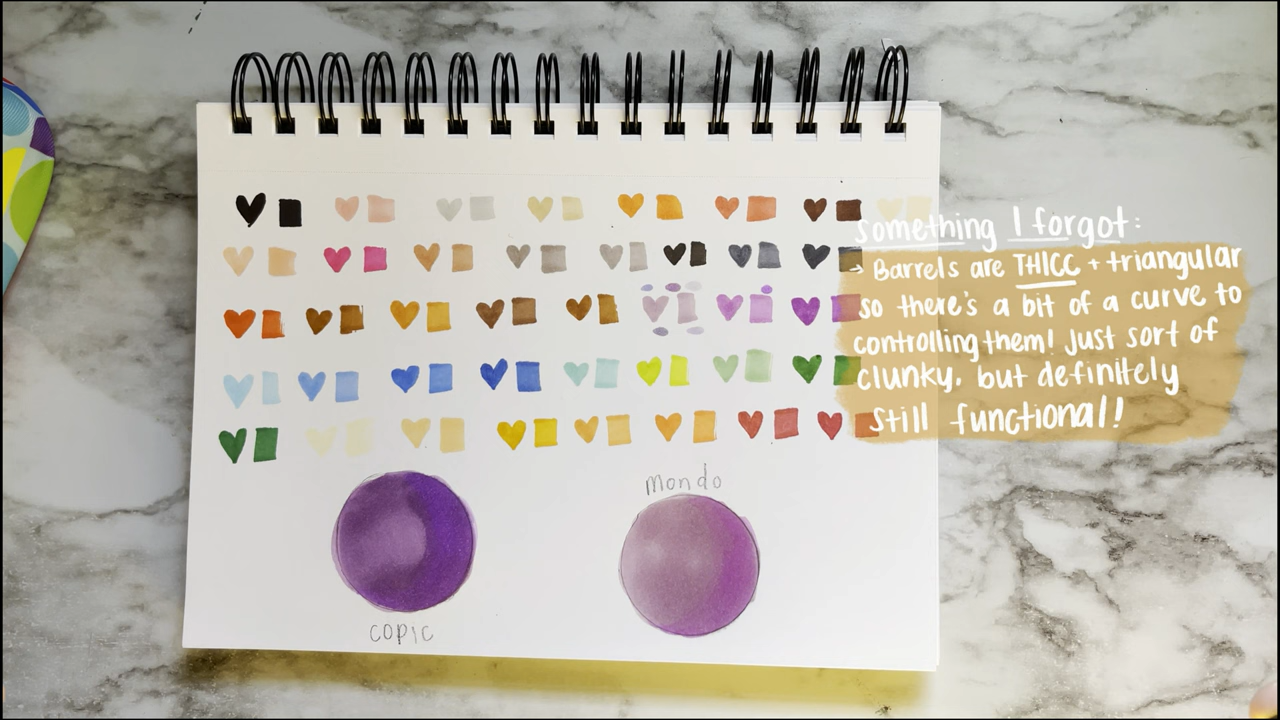 something I forgot:
→ Barrels are THICC + triangular
so there's a bit of a curve to
controlling them! Just sort of
clunky, but definitely
still functional!
mondo
copic